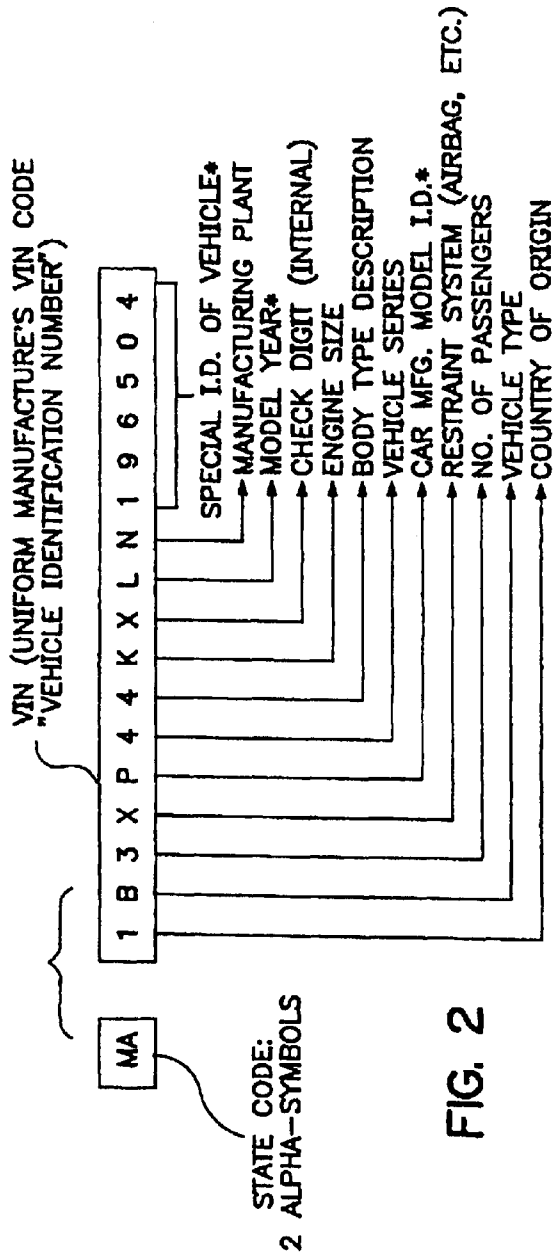 VIN (UNIFORM MANUFACTURE'S VIN CODE
"VEHICLE IDENTIFICATION NUMBER")
MA
1 B 3 X P 4 4 K X L N 1 9 6 5 0 4
STATE CODE:
2 ALPHA-SYMBOLS
SPECIAL I.D. OF VEHICLE*
MANUFACTURING PLANT
MODEL YEAR*
CHECK DIGIT (INTERNAL)
ENGINE SIZE
BODY TYPE DESCRIPTION
VEHICLE SERIES
CAR MFG. MODEL I.D.*
RESTRAINT SYSTEM (AIRBAG, ETC.)
NO. OF PASSENGERS
VEHICLE TYPE
COUNTRY OF ORIGIN
FIG. 2